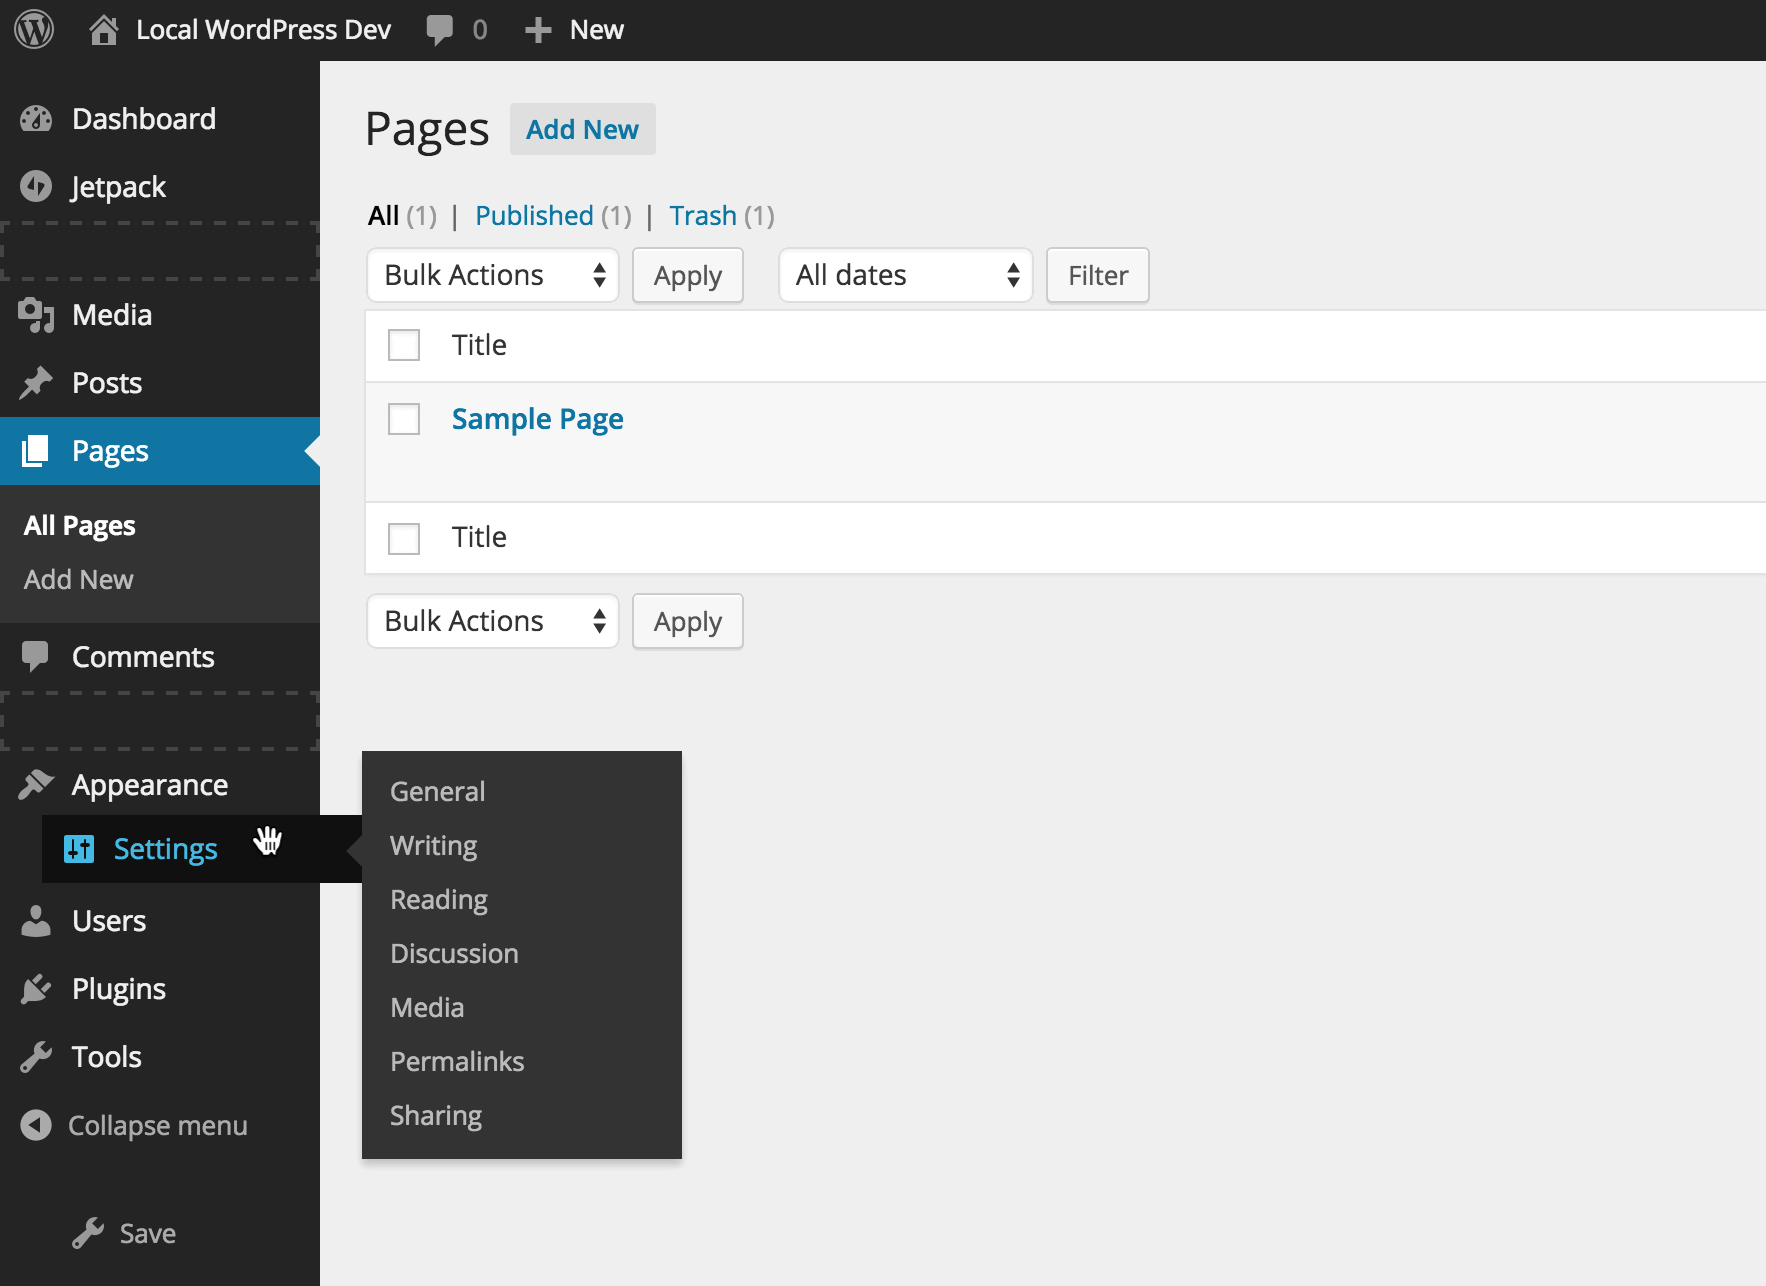 Local WordPress Dev 0 New
Dashboard
Jetpack
Media
Posts
Pages
All Pages
Add New
Comments
Appearance
Settings
Users
Plugins
Tools
Collapse menu
Save
Pages Add New
All (1) | Published (1) | Trash (1)
Bulk Actions Apply All dates Filter
Title
Sample Page
Title
Bulk Actions Apply
General
Writing
Reading
Discussion
Media
Permalinks
Sharing